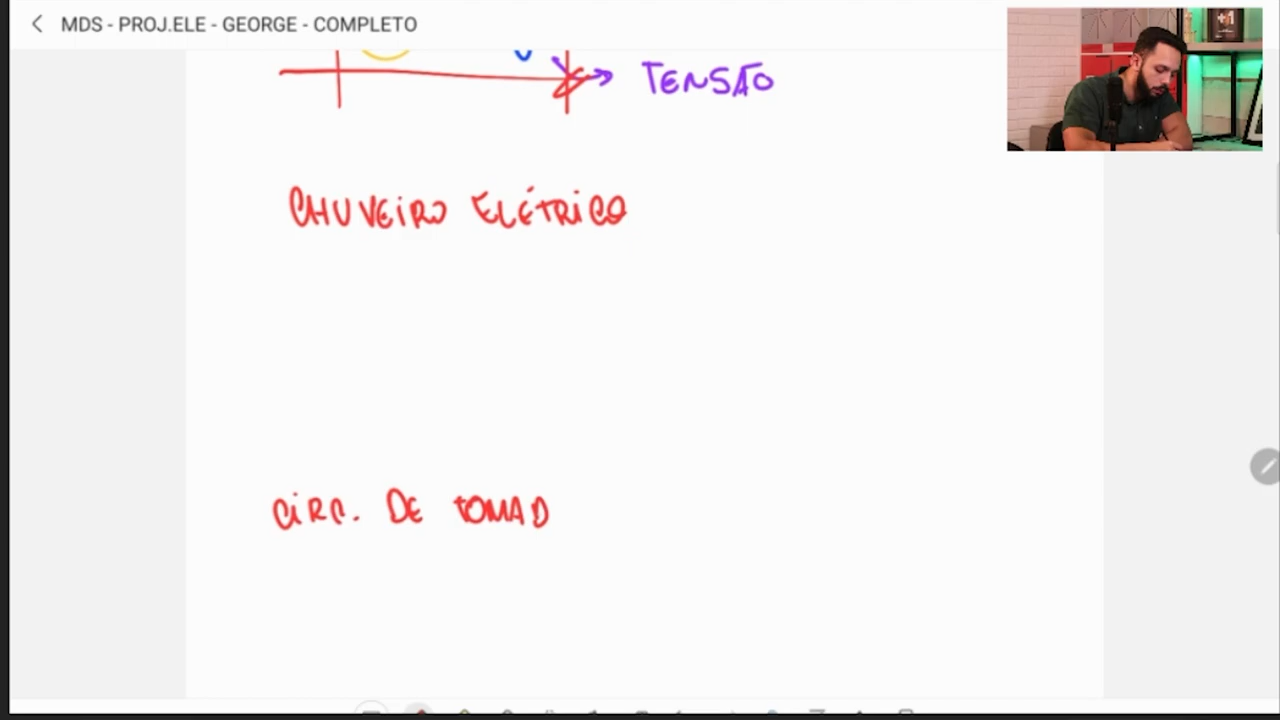 MDS - PROJ.ELE - GEORGE - COMPLETO
TENSÃO
CHUVEIRO ELÉTRICO
CIRC. DE TOMAD